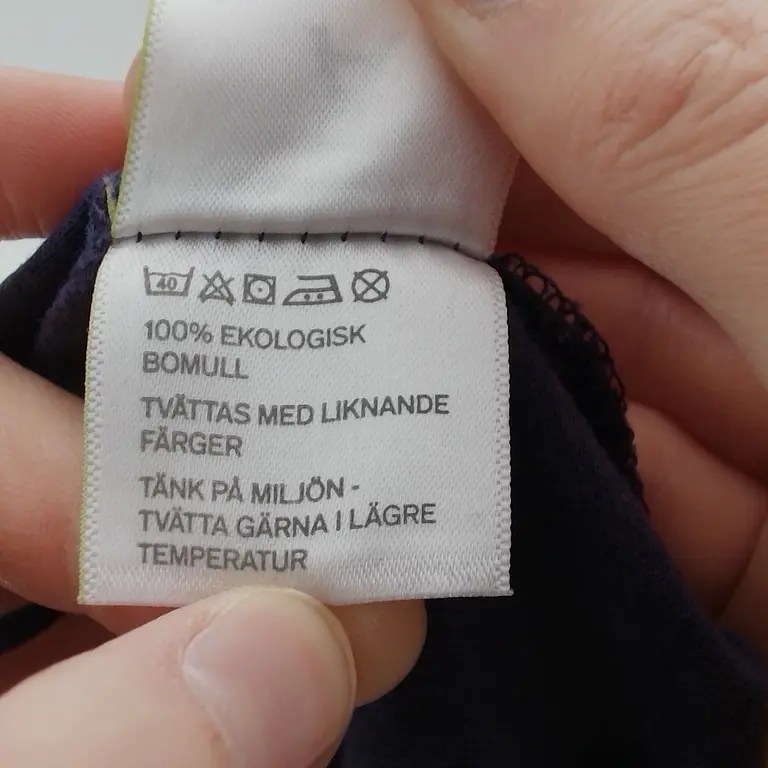 40
100% EKOLOGISK
BOMULL
TVÄTTAS MED LIKNANDE
FÄRGER
TÄNK PÅ MILJÖN -
TVÄTTA GÄRNA I LÄGRE
TEMPERATUR